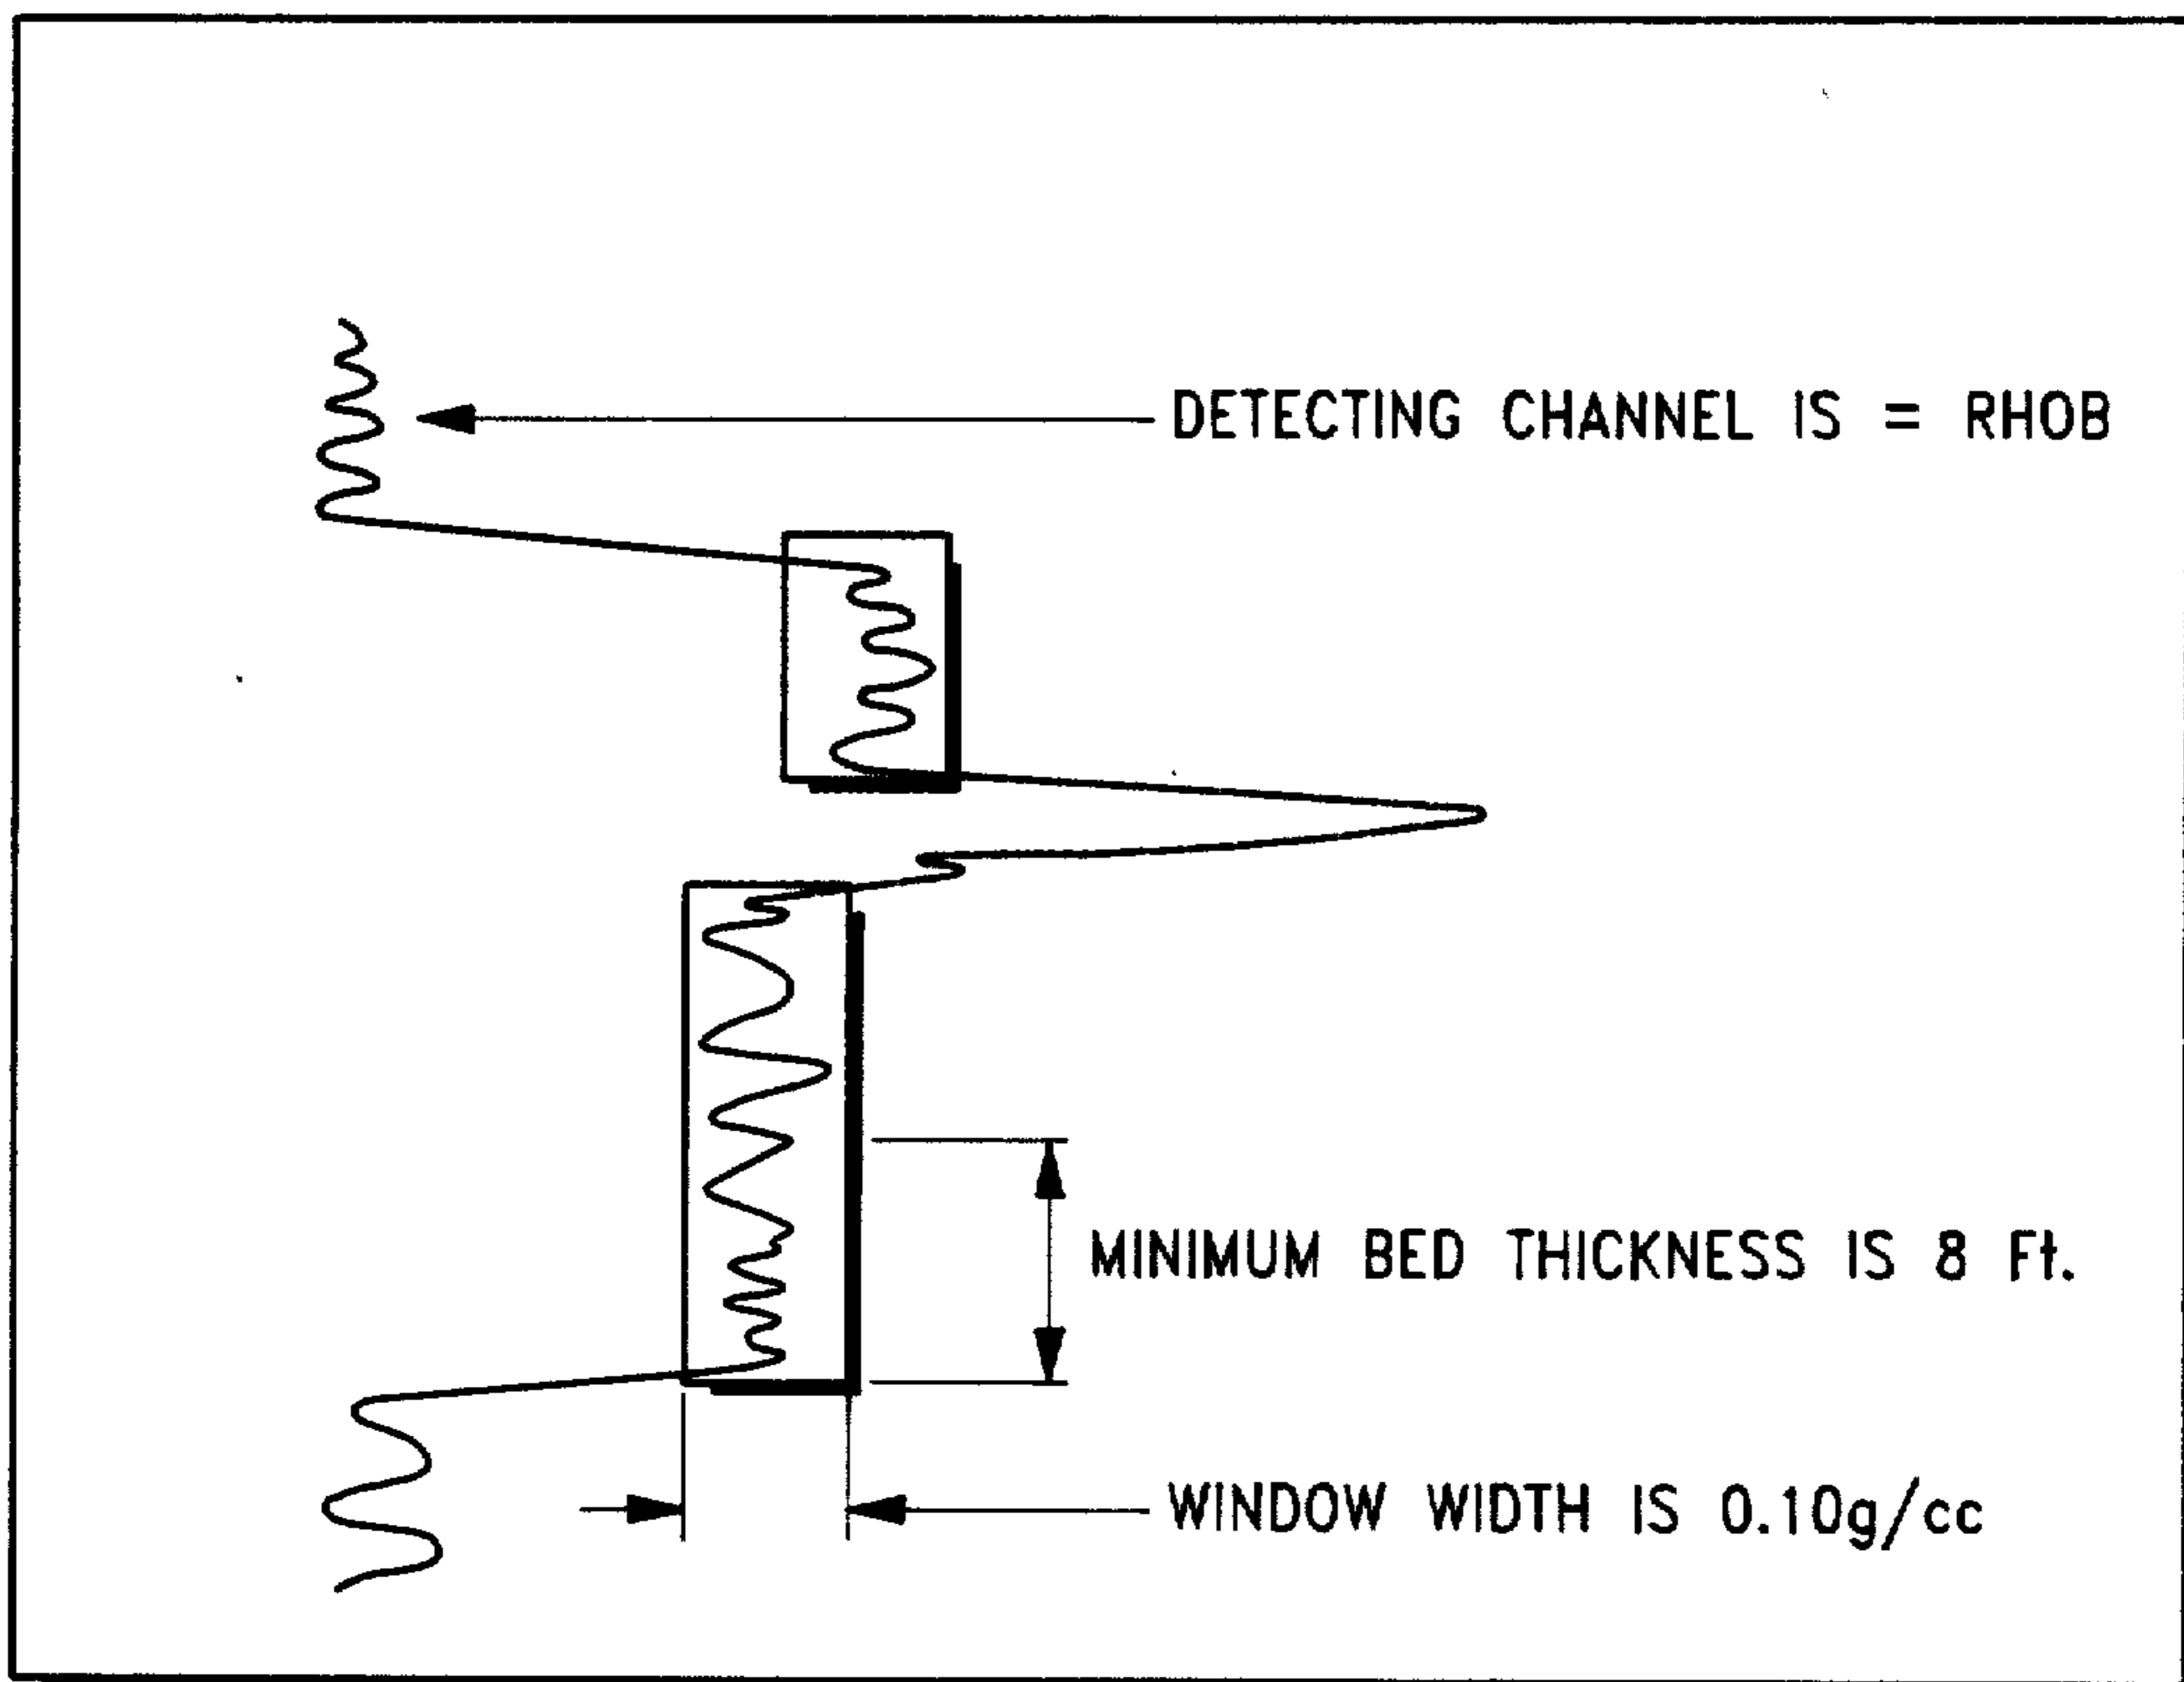 DETECTING CHANNEL IS = RHOB
MINIMUM BED THICKNESS IS 8 Ft.
WINDOW WIDTH IS 0.10g/cc